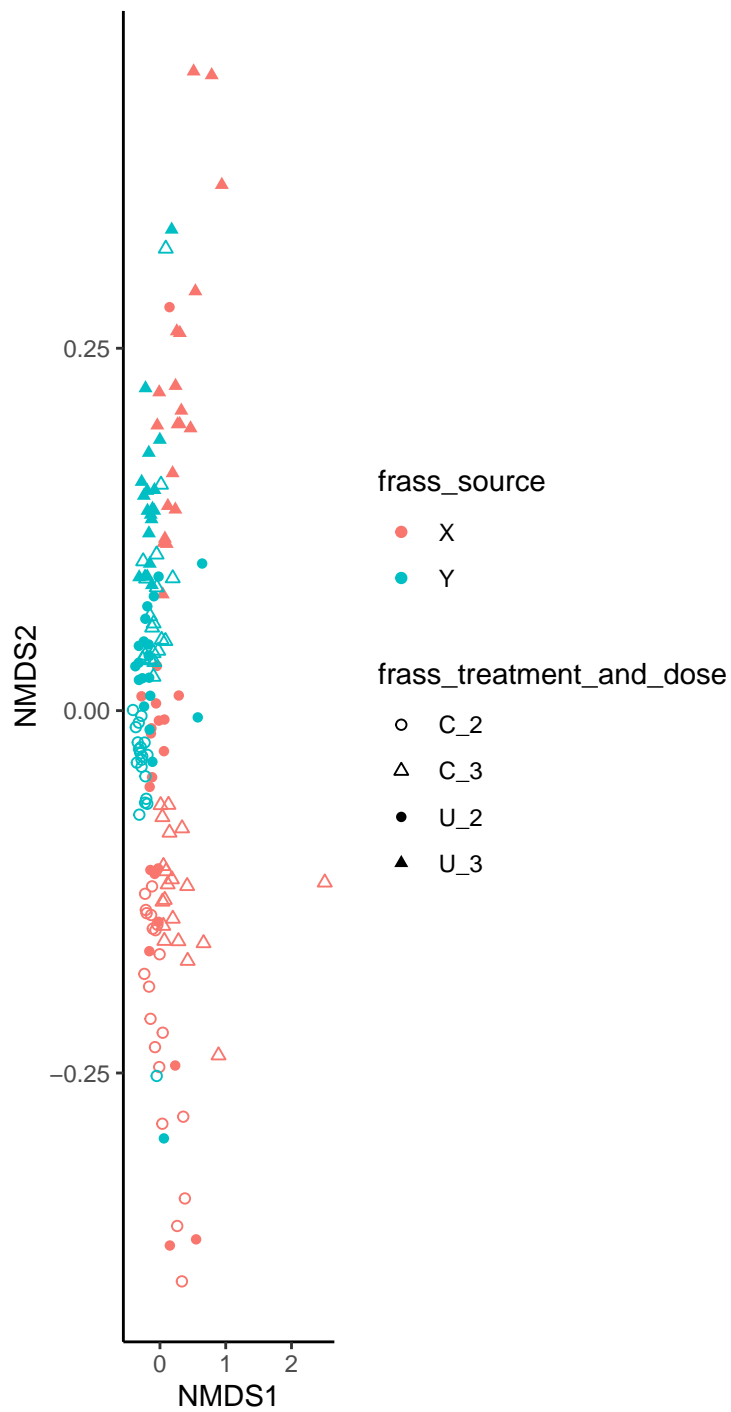 0.25
0.00
−0.25
NMDS2
0 1 2
NMDS1
frass_source
X
Y
frass_treatment_and_dose
C_2
C_3
U_2
U_3